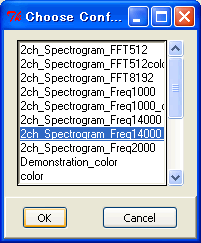 Choose Conf...
2ch_Spectrogram_FFT512
2ch_Spectrogram_FFT512colo
2ch_Spectrogram_FFT8192
2ch_Spectrogram_Freq1000
2ch_Spectrogram_Freq1000_c
2ch_Spectrogram_Freq14000
2ch_Spectrogram_Freq14000
2ch_Spectrogram_Freq2000
Demonstration_color
color
OK
Cancel